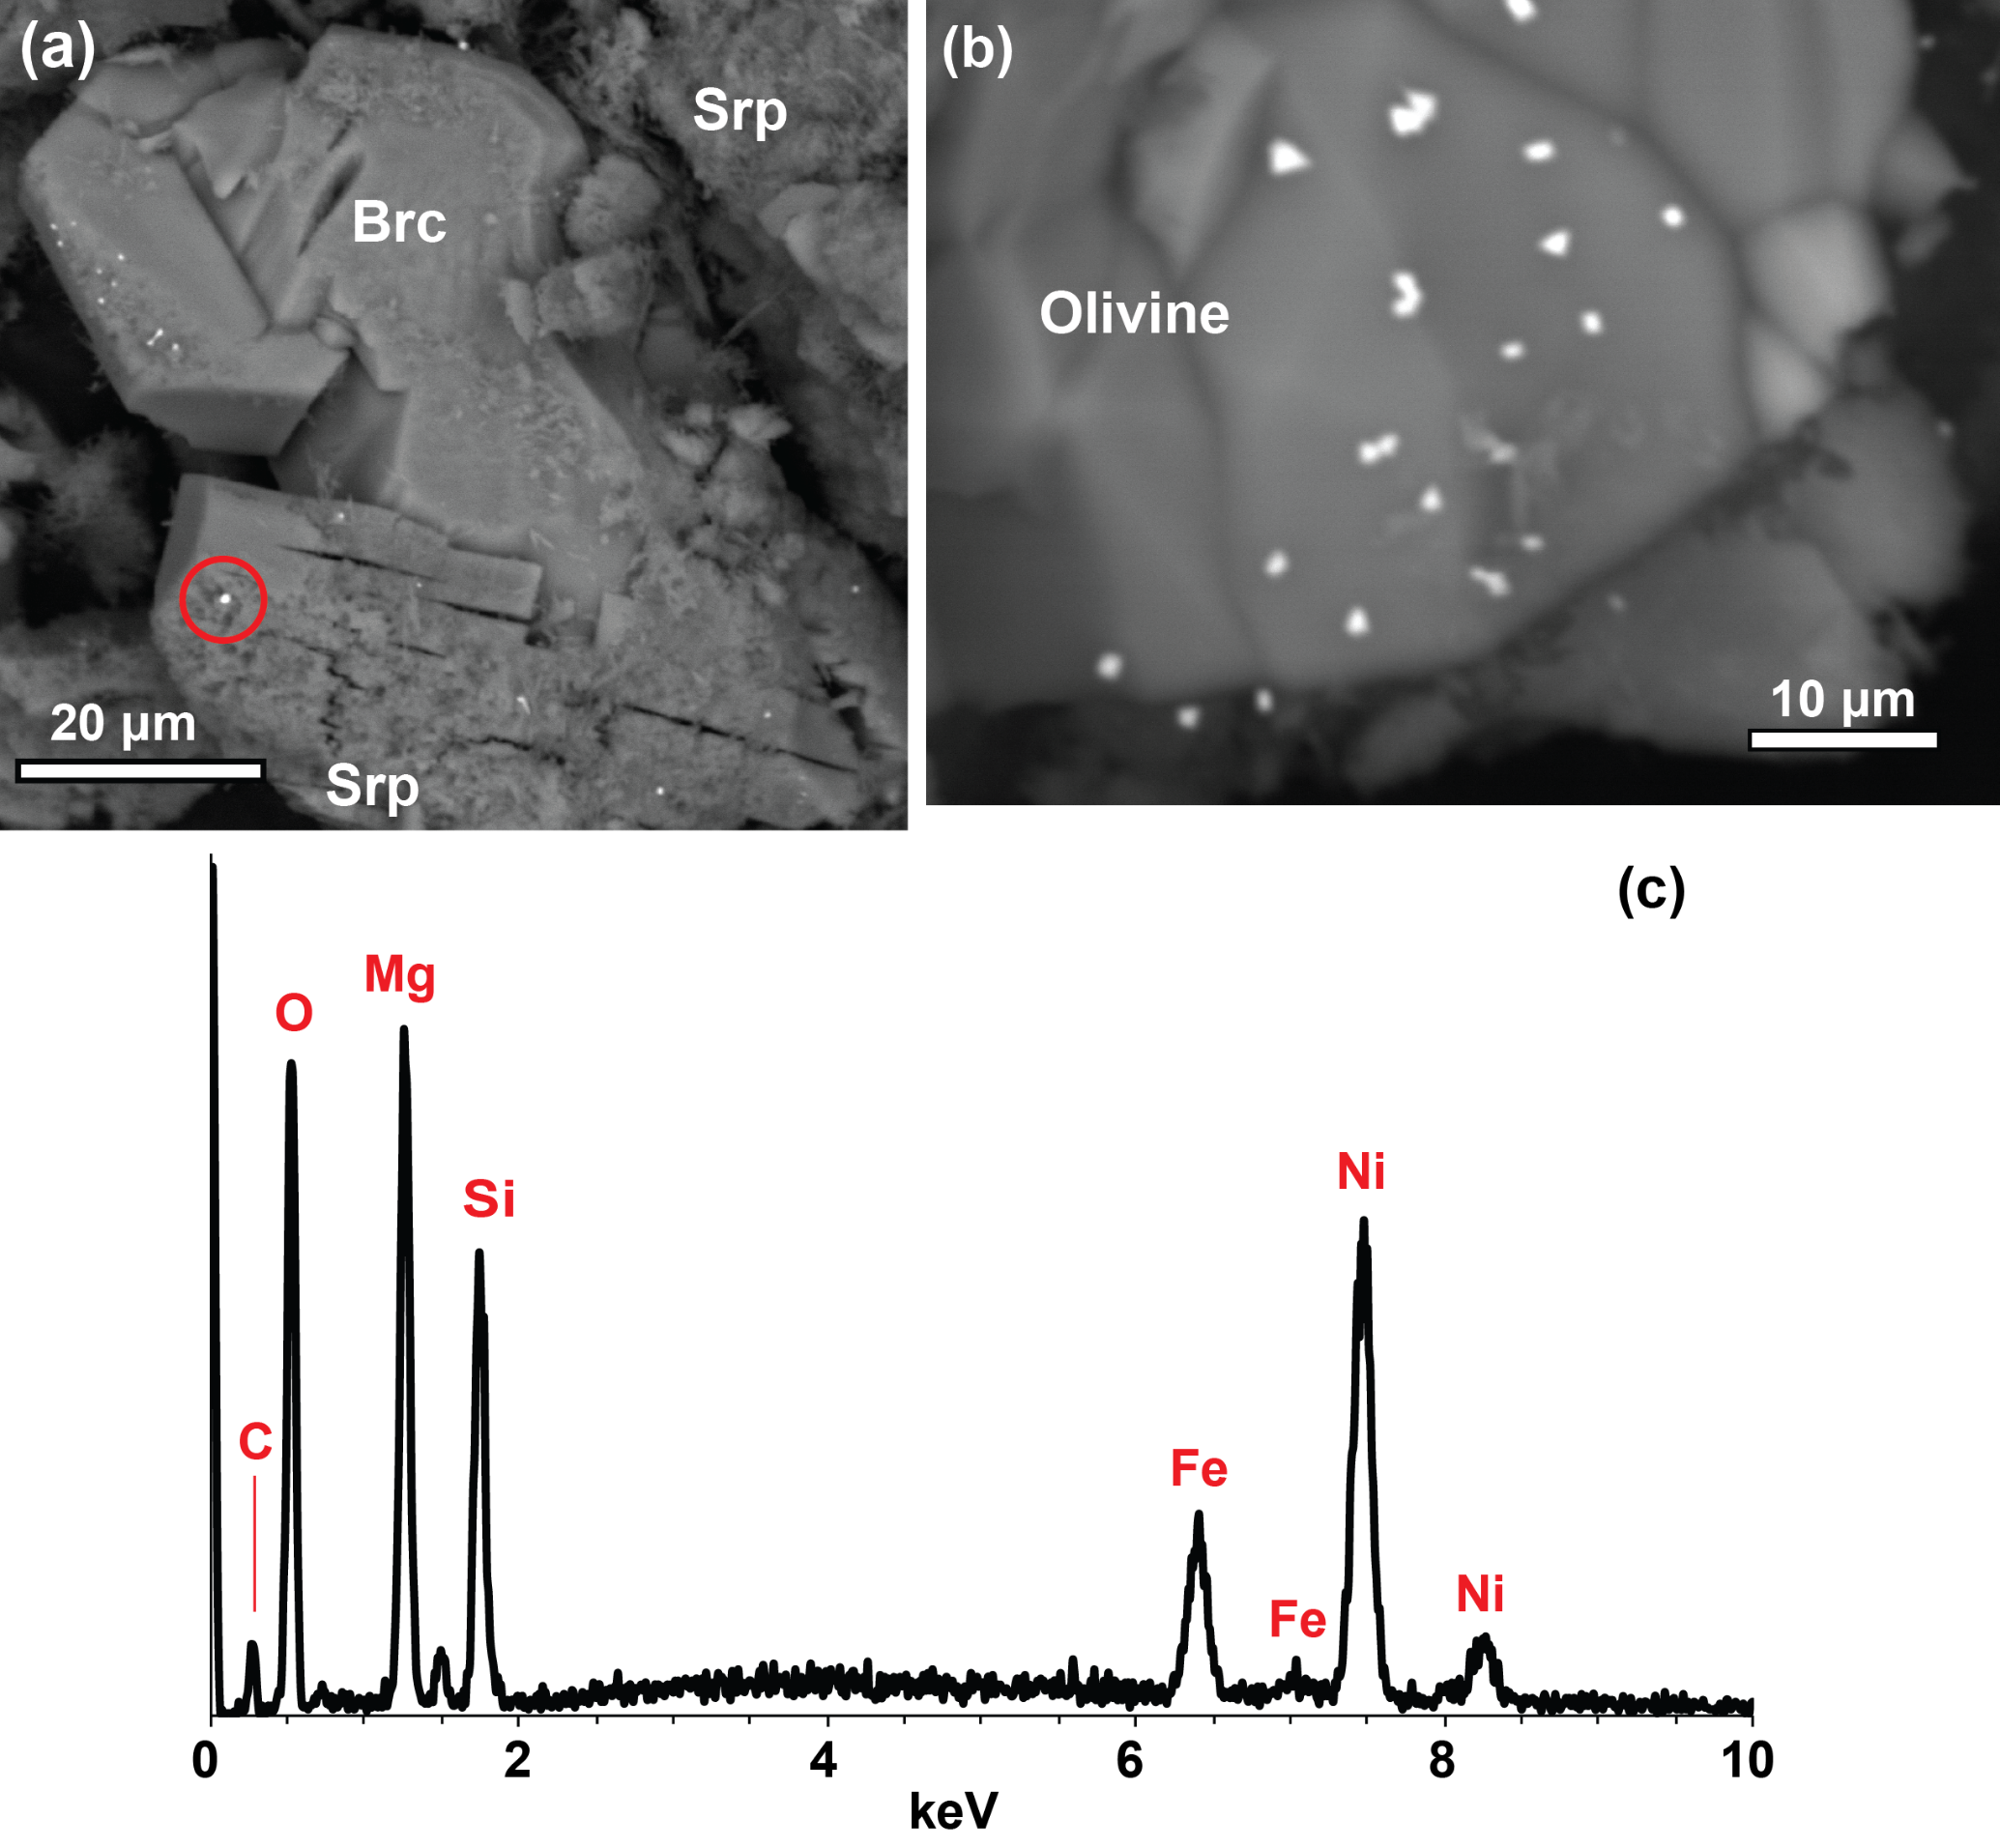 (a)
Srp
Brc
20 µm
Srp
(b)
Olivine
10 µm
(c)
Mg
O
Si
C
Ni
Fe
Fe
Ni
0 2 4 6 8 10
keV